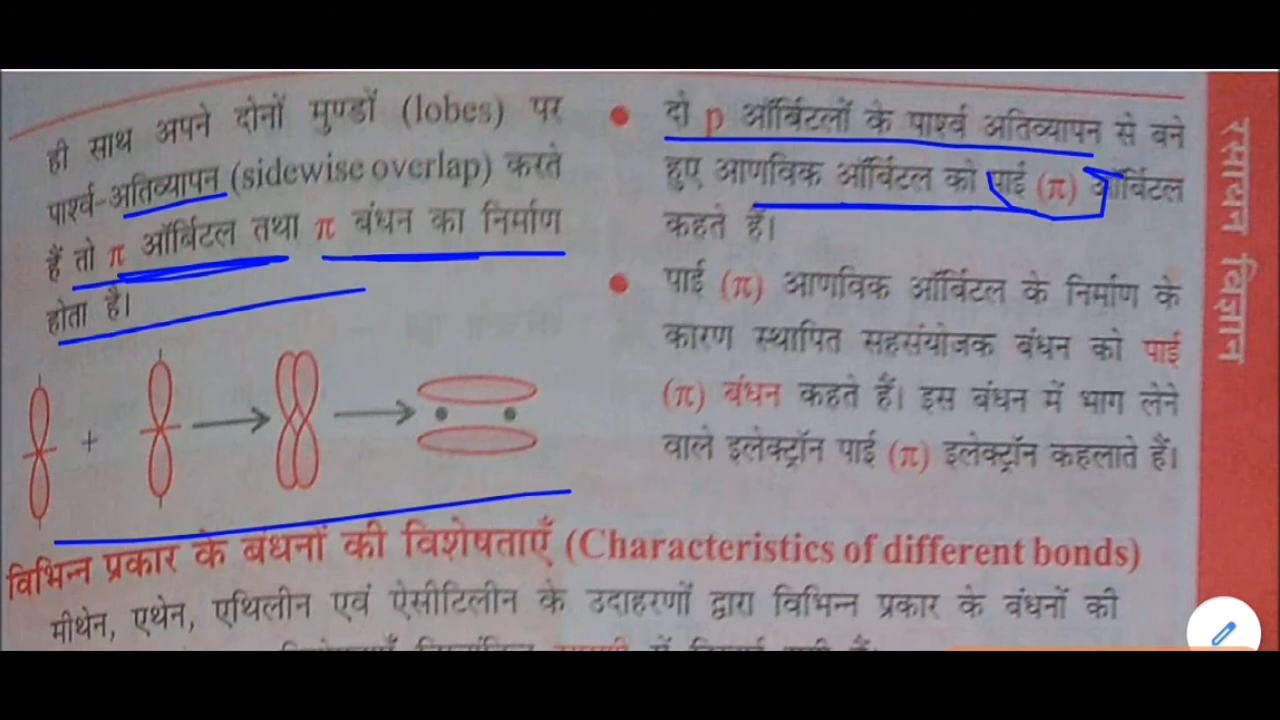 ही साथ अपने दोनों मुण्डों (lobes) पर
पार्श्व-अतिव्यापन (sidewise overlap) करते
हैं तो π ऑर्बिटल तथा π बंधन का निर्माण
होता है।
+
• दो p ऑर्बिटलों के पार्श्व अतिव्यापन से बने
हुए आणविक ऑर्बिटल को पाई (π) ऑर्बिटल
कहते हैं।
• पाई (π) आणविक ऑर्बिटल के निर्माण के
कारण स्थापित सहसंयोजक बंधन को पाई
(π) बंधन कहते हैं। इस बंधन में भाग लेने
वाले इलेक्ट्रॉन पाई (π) इलेक्ट्रॉन कहलाते हैं।
विभिन्न प्रकार के बंधनों की विशेषताएँ (Characteristics of different bonds)
मीथेन, एथेन, एथिलीन एवं ऐसीटिलीन के उदाहरणों द्वारा विभिन्न प्रकार के बंधनों की
रसायन विज्ञान